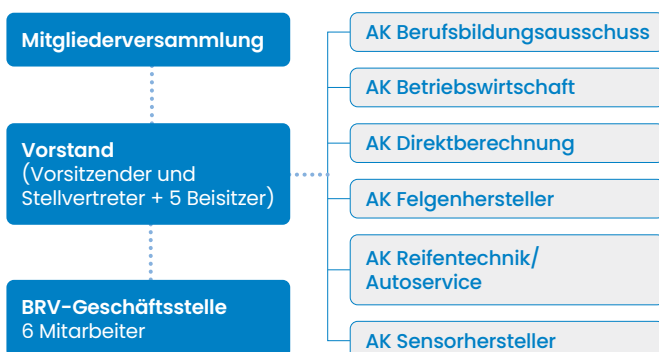 Mitgliederversammlung
Vorstand
(Vorsitzender und
Stellvertreter + 5 Beisitzer)
BRV-Geschäftsstelle
6 Mitarbeiter
AK Berufsbildungsausschuss
AK Betriebswirtschaft
AK Direktberechnung
AK Felgenhersteller
AK Reifentechnik/
Autoservice
AK Sensorhersteller